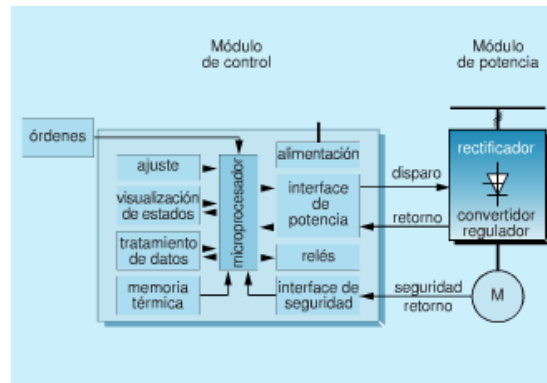 Módulo
de control
Módulo
de potencia
órdenes
ajuste
visualización
de estados
tratamiento
de datos
memoria
térmica
microprocesador
alimentación
interface
de
potencia
relés
interface de
seguridad
disparo
retorno
seguridad
retorno
rectificador
convertidor
regulador
M